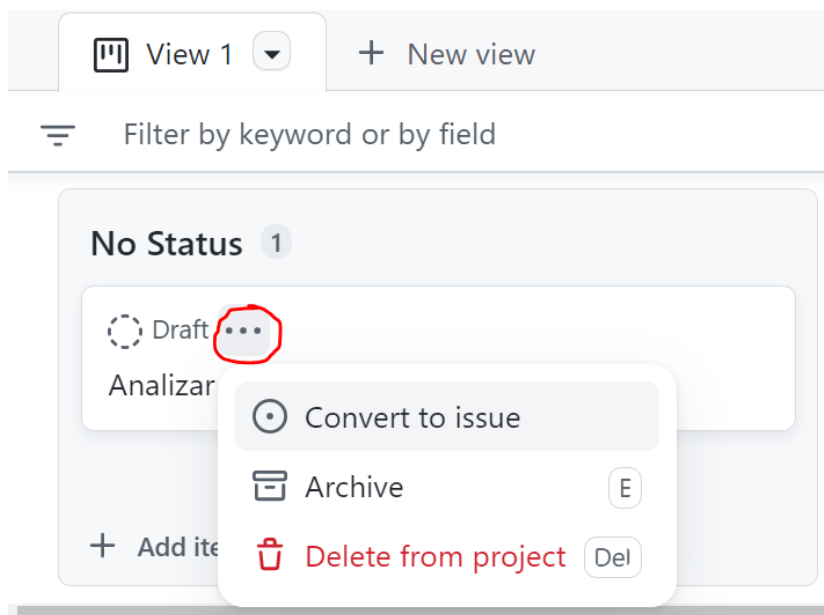 View 1 New view
Filter by keyword or by field
No Status 1
Draft
Analizar
Convert to issue
Archive E
Add ite
Delete from project Del